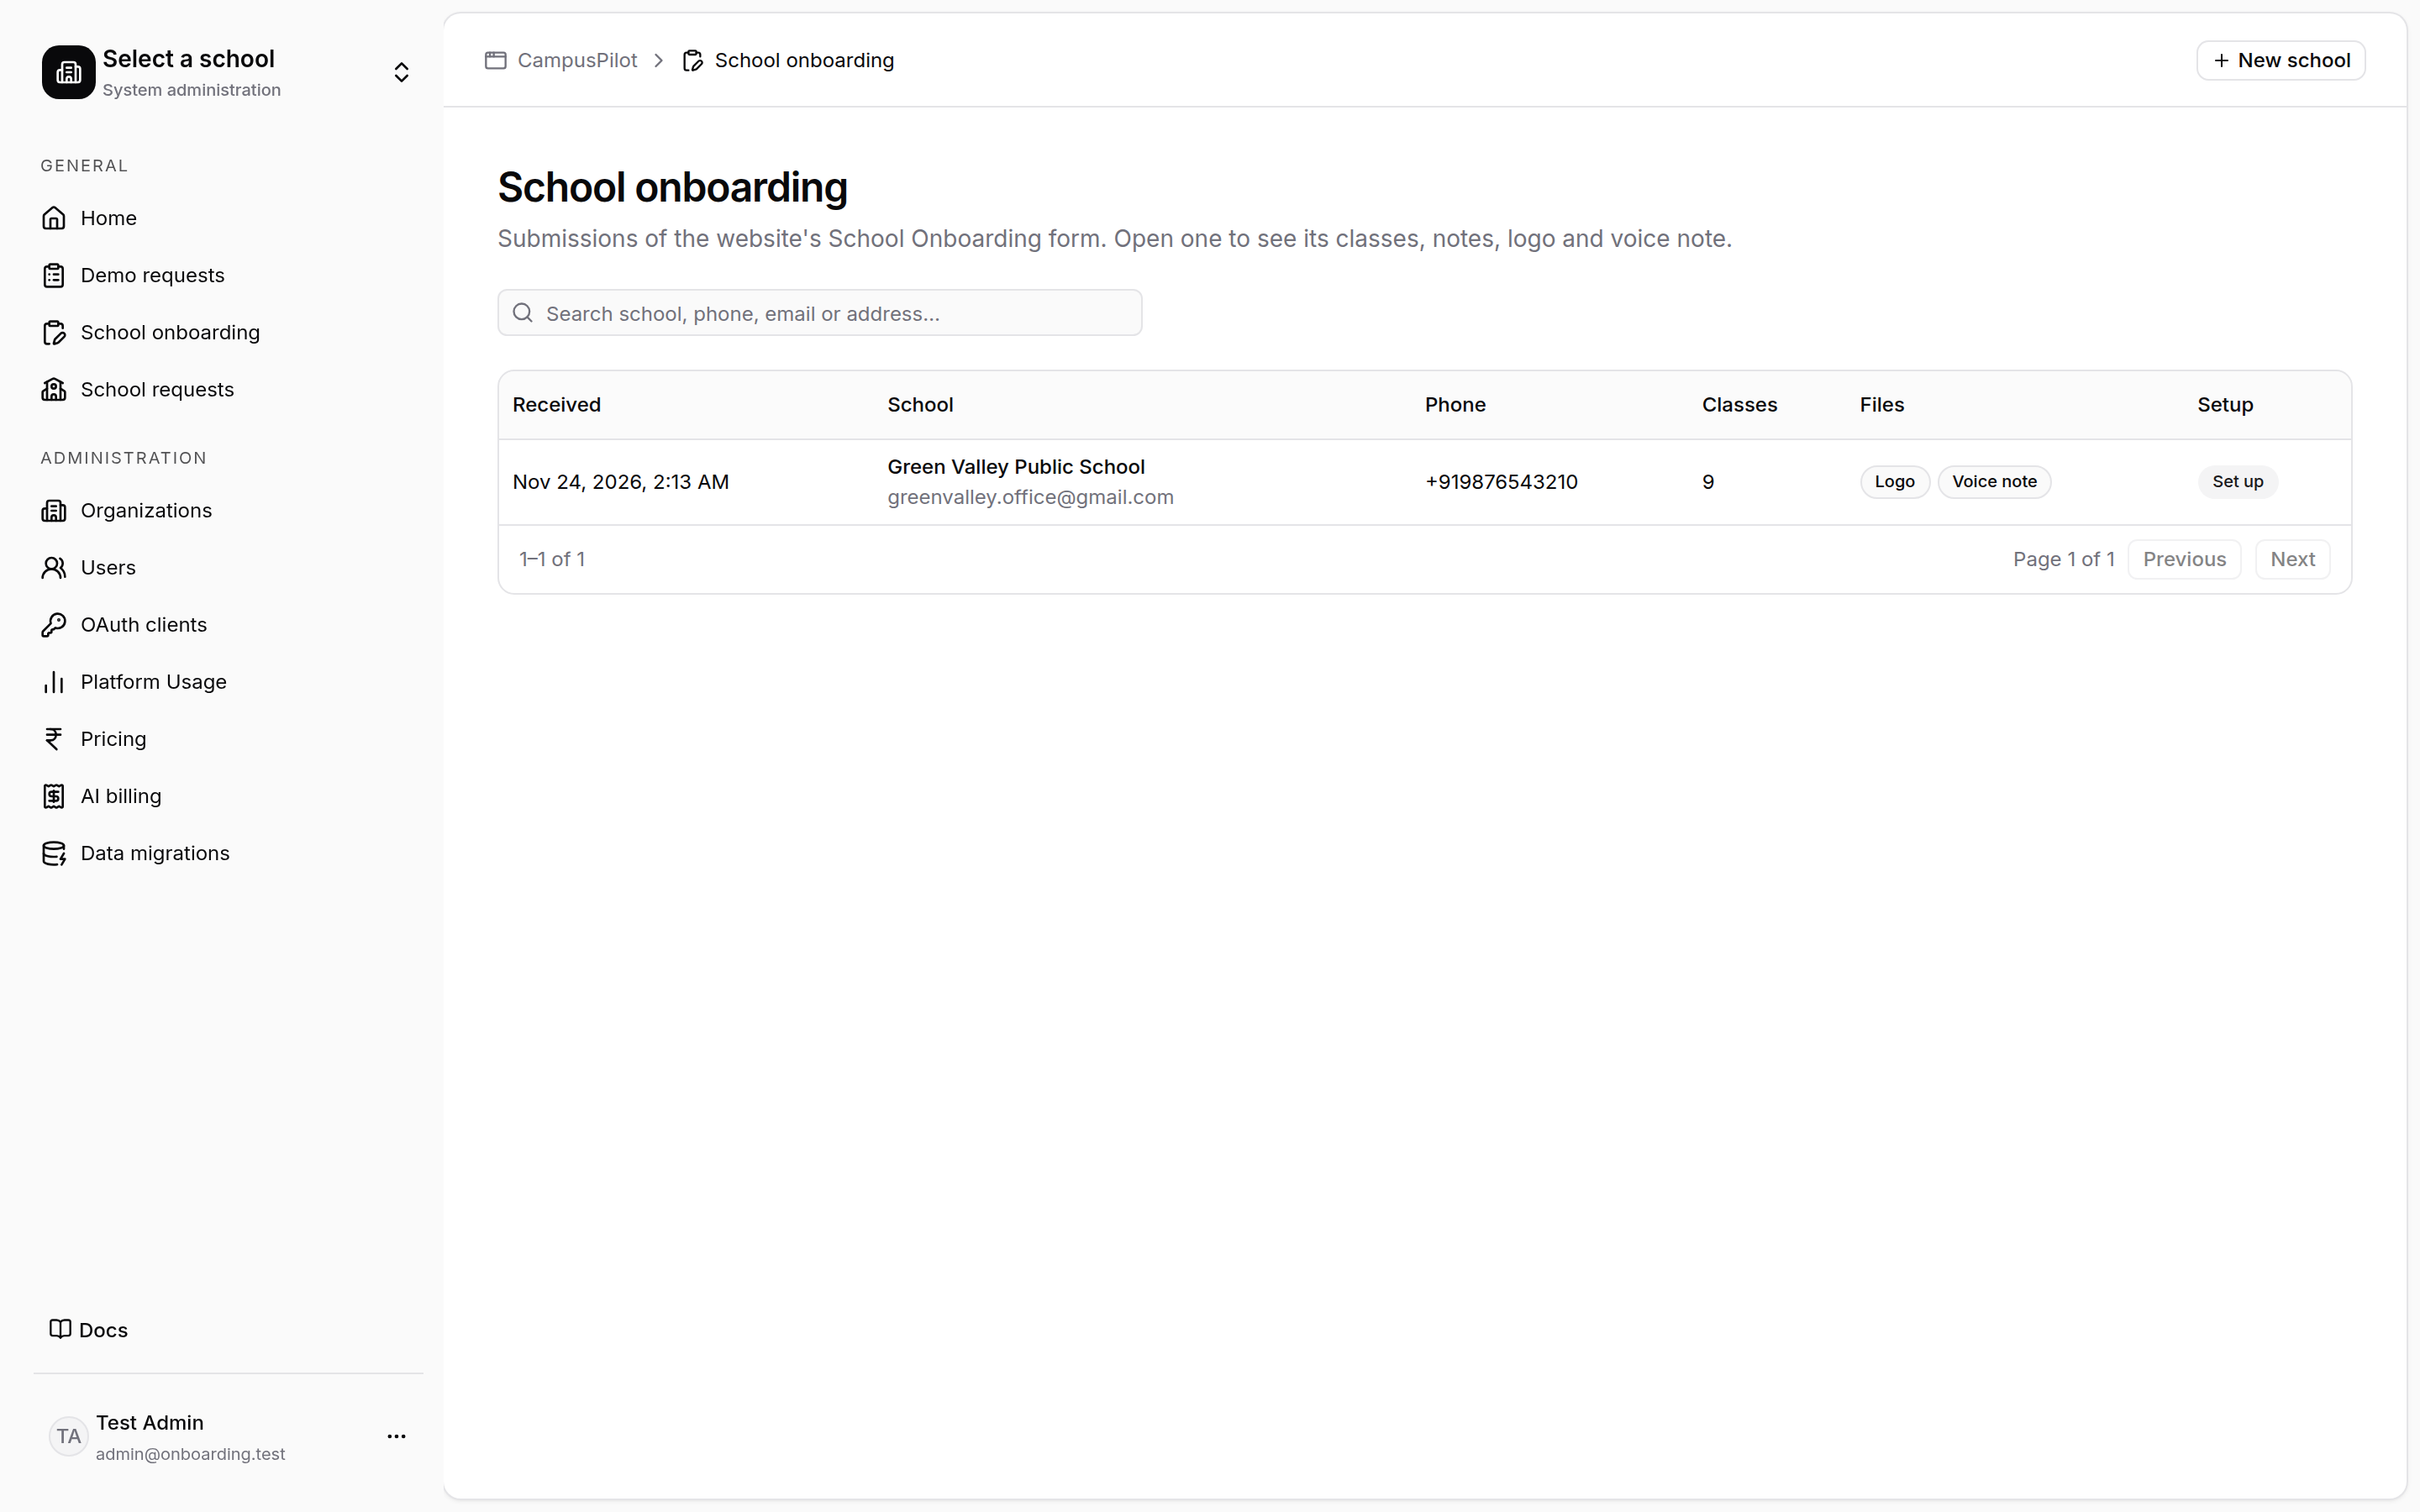 Select a school
System administration
GENERAL
Home
Demo requests
School onboarding
School requests
ADMINISTRATION
Organizations
Users
OAuth clients
Platform Usage
Pricing
AI billing
Data migrations
Docs
TA
Test Admin
admin@onboarding.test
CampusPilot > School onboarding
+ New school
School onboarding
Submissions of the website's School Onboarding form. Open one to see its classes, notes, logo and voice note.
Search school, phone, email or address...
Received School Phone Classes Files Setup
Nov 24, 2026, 2:13 AM Green Valley Public School +919876543210 9 Logo Voice note Set up
greenvalley.office@gmail.com
1–1 of 1 Page 1 of 1 Previous Next